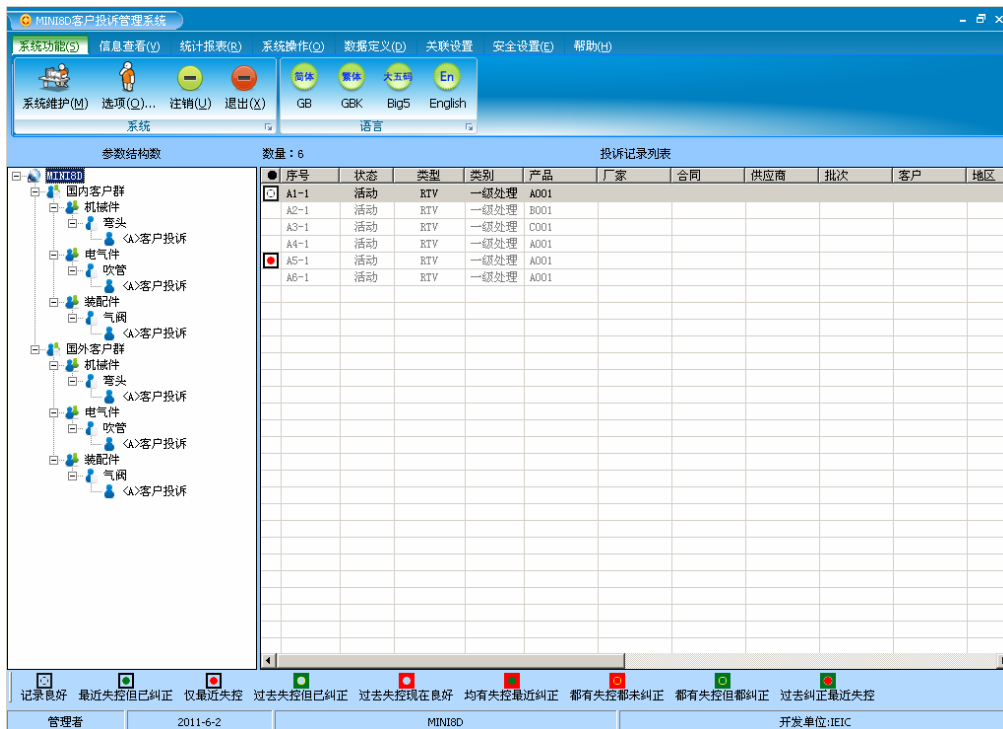 MINI8D客户投诉管理系统
系统功能(S) 信息查看(V) 统计报表(R) 系统操作(O) 数据定义(D) 关联设置 安全设置(E) 帮助(H)
简体 繁体 大五码 En
系统维护(M) 选项(O)... 注销(U) 退出(X) GB GBK Big5 English
系统 语言
参数结构数 数量：6 投诉记录列表
MINI8D
国内客户群
机械件
弯头
<A>客户投诉
电气件
吹管
<A>客户投诉
装配件
气阀
<A>客户投诉
国外客户群
机械件
弯头
<A>客户投诉
电气件
吹管
<A>客户投诉
装配件
气阀
<A>客户投诉
序号 状态 类型 类别 产品 厂家 合同 供应商 批次 客户 地区
A1-1 活动 RTV 一级处理 A001
A2-1 活动 RTV 一级处理 B001
A3-1 活动 RTV 一级处理 C001
A4-1 活动 RTV 一级处理 A001
A5-1 活动 RTV 一级处理 A001
A6-1 活动 RTV 一级处理 A001
记录良好 最近失控但已纠正 仅最近失控 过去失控但已纠正 过去失控现在良好 均有失控最近纠正 都有失控都未纠正 都有失控但都纠正 过去纠正最近失控
管理者 2011-6-2 MINI8D 开发单位:IEIC